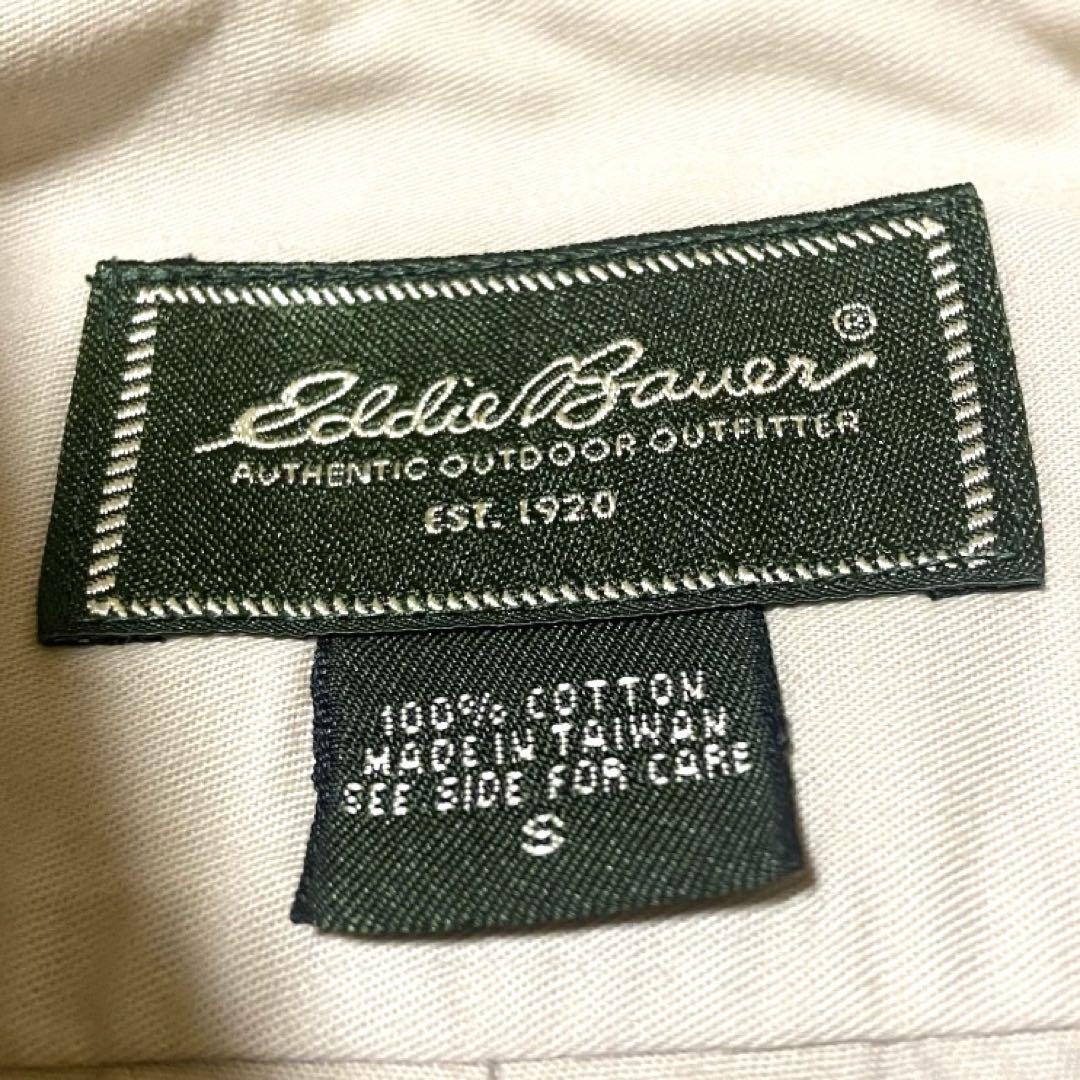 Eddie Bauer®
AUTHENTIC OUTDOOR OUTFITTER
EST. 1920
100% COTTON
MADE IN TAIWAN
SEE SIDE FOR CARE
S